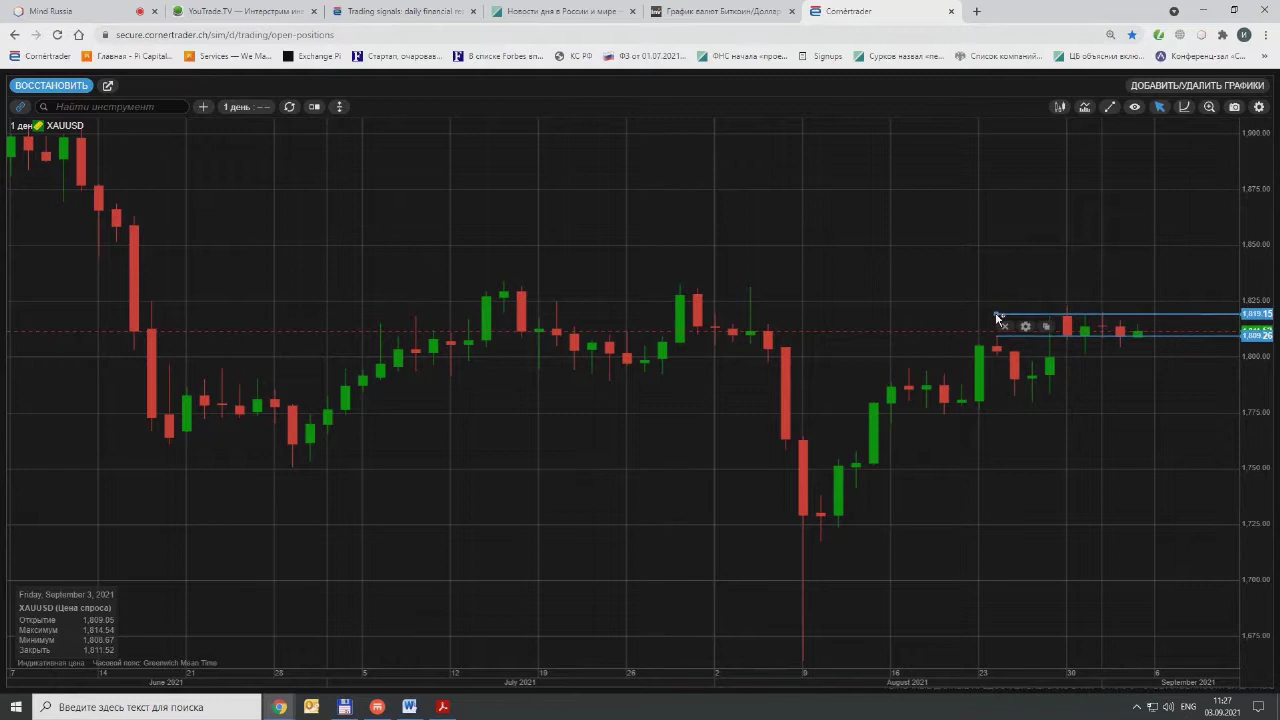 Mind Russia
YouTrade.TV — Интерстрим инв
Trading signals: daily financial re
Новости дня в России и мире —
График валют Биткоин/Доллар
Cornèrtrader
secure.cornertrader.ch/sim/d/trading/open-positions
Cornèrtrader
Главная - Pi Capital...
Services — We Ma...
Exchange Pi
Стартап, очаровав...
В списке Forbes вп...
КС РФ
ФЗ от 01.07.2021...
ФНС начала «прое...
Signups
Сурков назвал «пе...
Список компаний...
ЦБ объяснил вклю...
Конференц-зал «С...
ВОССТАНОВИТЬ
ДОБАВИТЬ/УДАЛИТЬ ГРАФИКИ
Найти инструмент
1 день
1 ден XAUUSD
1,900.00
1,875.00
1,850.00
1,825.00
1,819.15
1,809.26
1,800.00
1,775.00
1,750.00
1,725.00
1,700.00
1,675.00
Friday, September 3, 2021
XAUUSD (Цена спроса)
Открытие 1,809.05
Максимум 1,814.54
Минимум 1,808.67
Закрыть 1,811.52
Индикативная цена Часовой пояс: Greenwich Mean Time
7 14 21 28 5 12 19 26 2 9 16 23 30 6
June 2021 July 2021 August 2021 September 2021
Введите здесь текст для поиска
ENG
11:27
03.09.2021